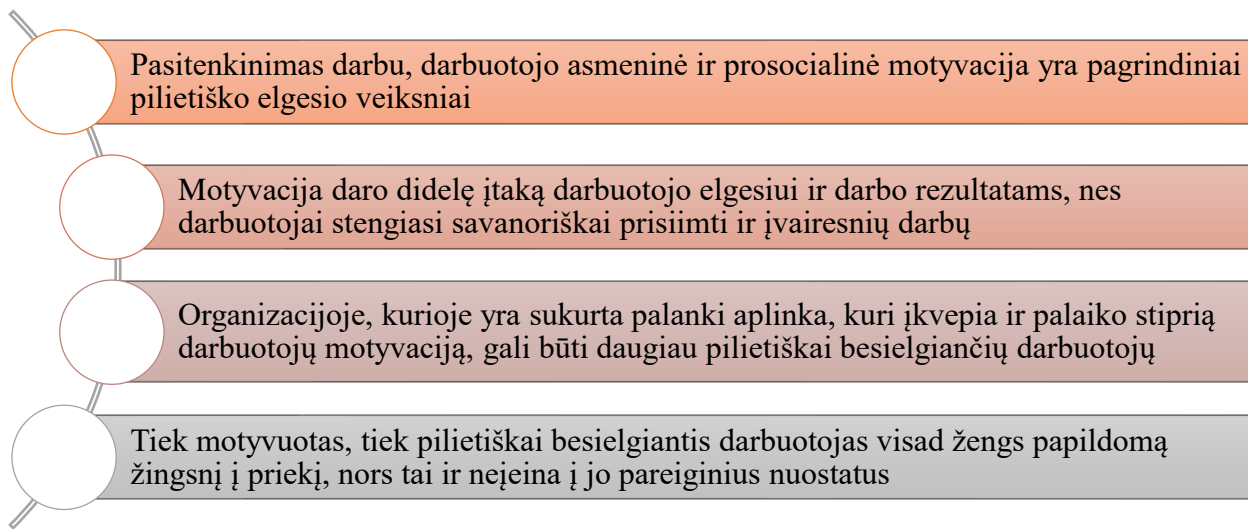 Pasitenkinimas darbu, darbuotojo asmeninė ir prosocialinė motyvacija yra pagrindiniai
pilietiško elgesio veiksniai
Motyvacija daro didelę įtaką darbuotojo elgesiui ir darbo rezultatams, nes
darbuotojai stengiasi savanoriškai prisiimti ir įvairesnių darbų
Organizacijoje, kurioje yra sukurta palanki aplinka, kuri įkvepia ir palaiko stiprią
darbuotojų motyvaciją, gali būti daugiau pilietiškai besielgiančių darbuotojų
Tiek motyvuotas, tiek pilietiškai besielgiantis darbuotojas visad žengs papildomą
žingsnį į priekį, nors tai ir neįeina į jo pareiginius nuostatus